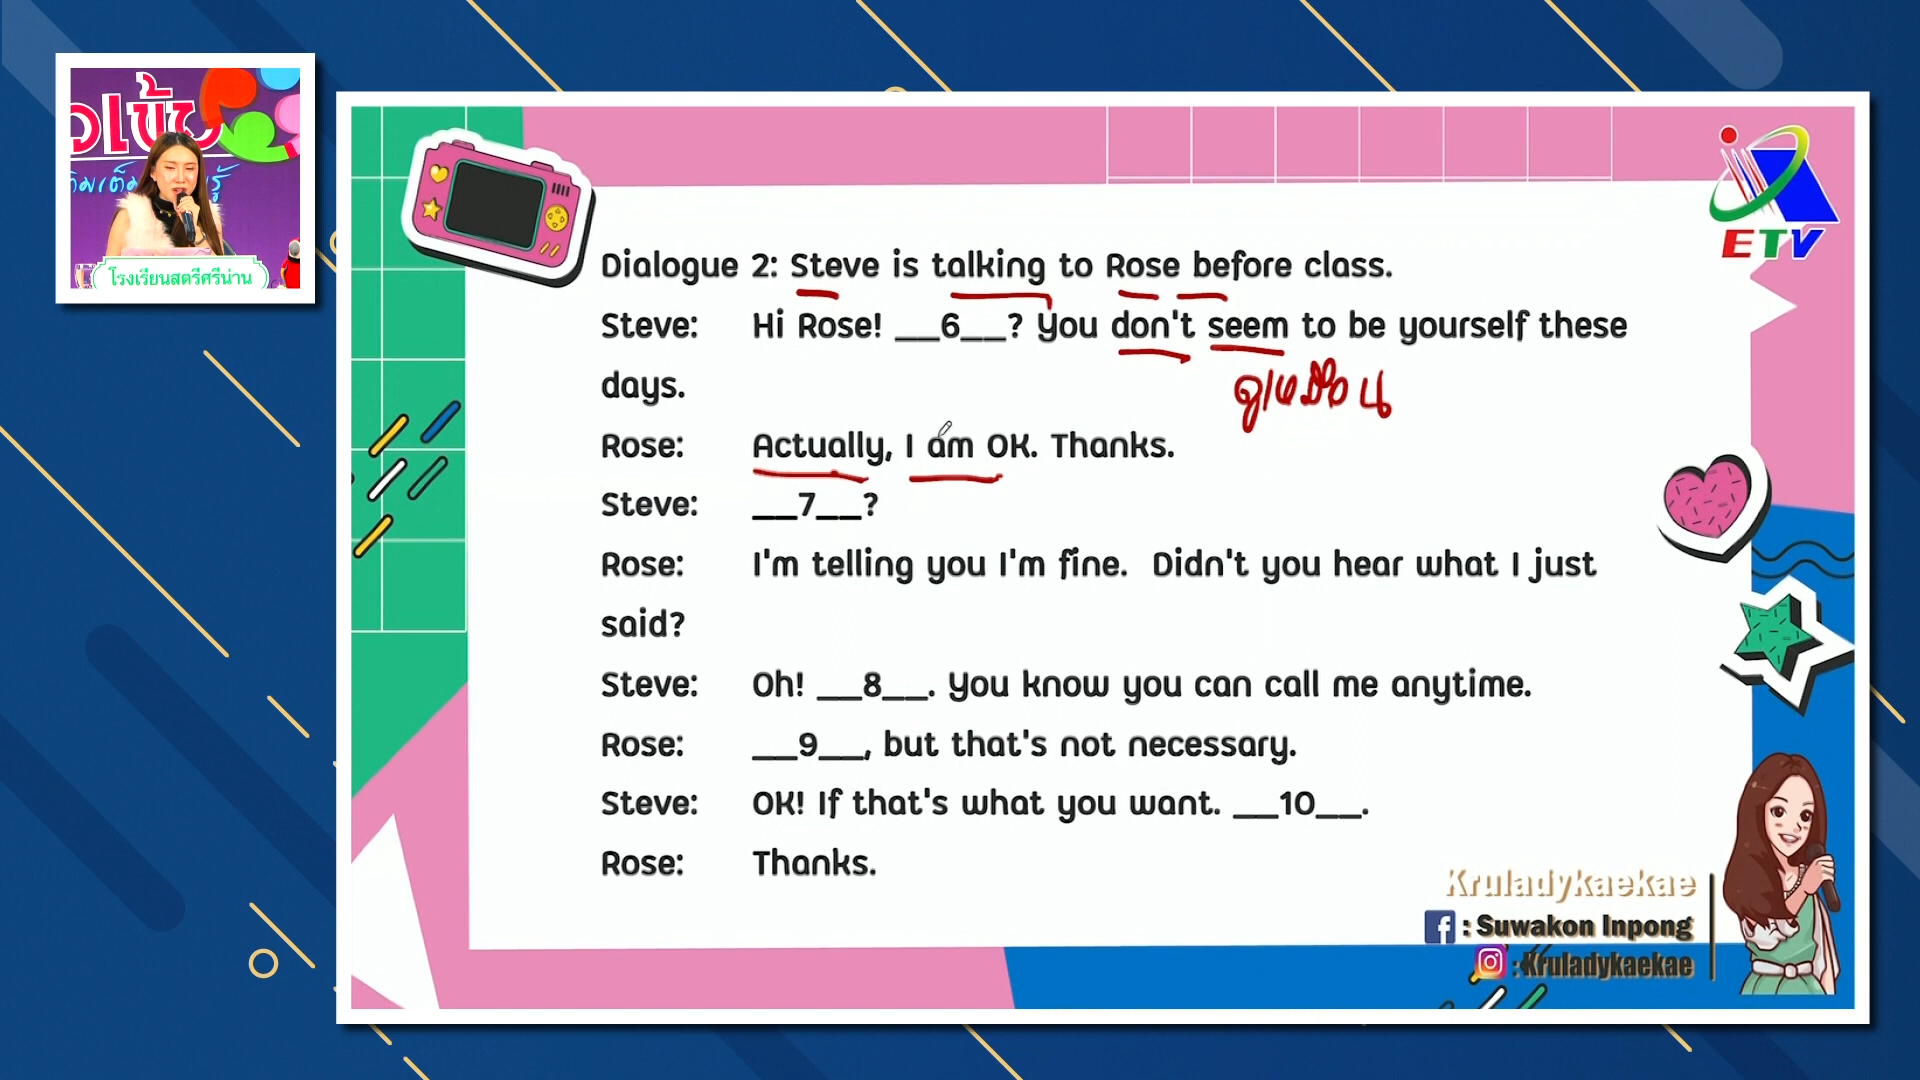 โรงเรียนสตรีศรีน่าน
ETV
Dialogue 2: Steve is talking to Rose before class.
Steve: Hi Rose! __6__? You don't seem to be yourself these
days.
ดูเหมือน
Rose: Actually, I am OK. Thanks.
Steve: __7__?
Rose: I'm telling you I'm fine. Didn't you hear what I just
said?
Steve: Oh! __8__. You know you can call me anytime.
Rose: __9__, but that's not necessary.
Steve: OK! If that's what you want. __10__.
Rose: Thanks.
Kruladykaekae
: Suwakon Inpong
: Kruladykaekae